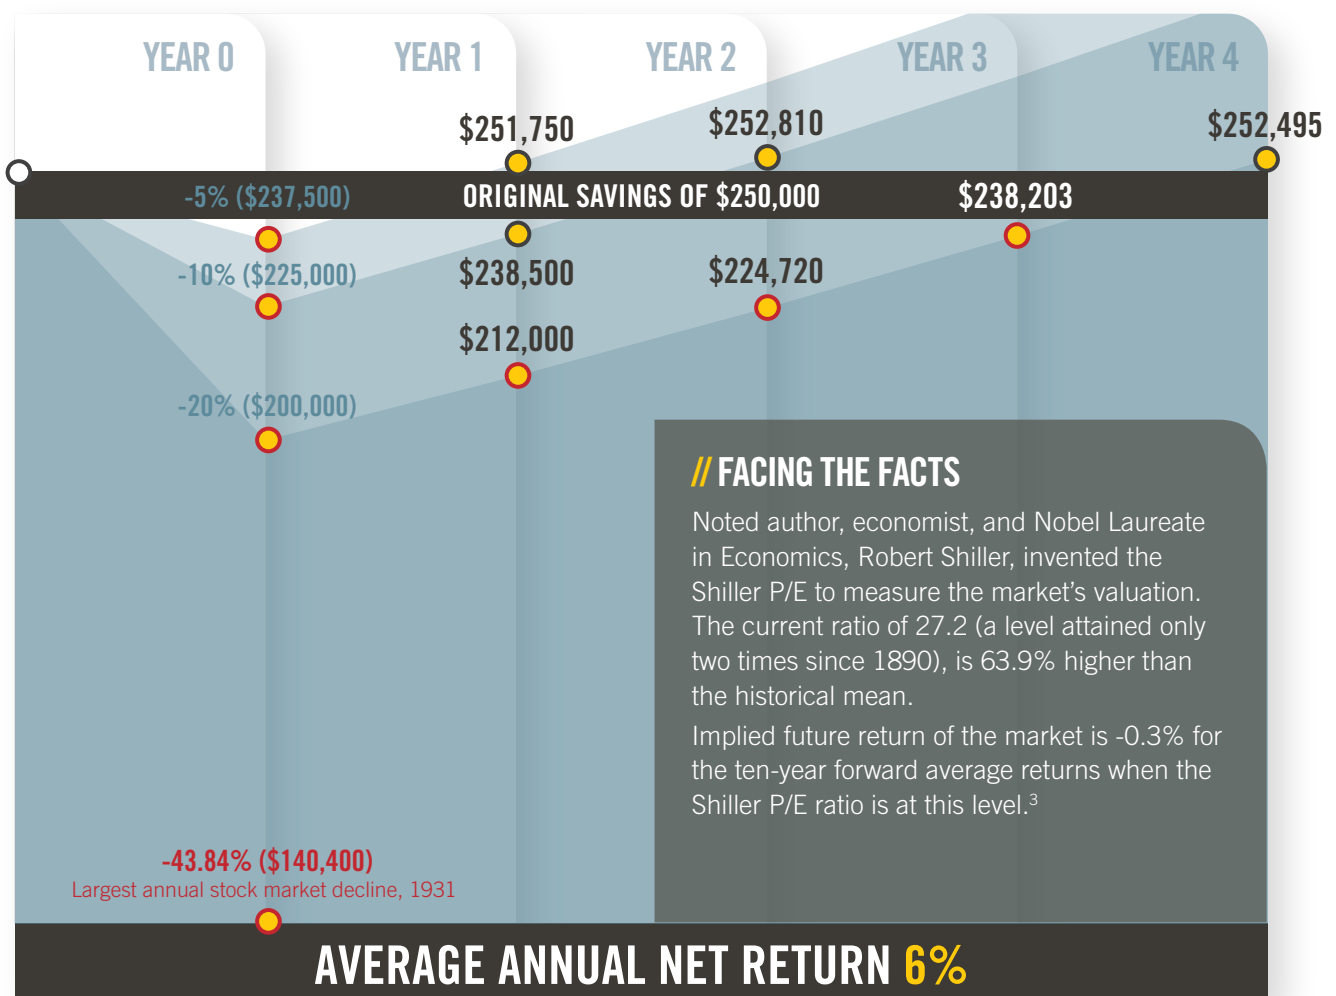 YEAR 0
YEAR 1
YEAR 2
YEAR 3
YEAR 4
$251,750
$252,810
$252,495
-5% ($237,500)
ORIGINAL SAVINGS OF $250,000
$238,203
-10% ($225,000)
$238,500
$224,720
$212,000
-20% ($200,000)
// FACING THE FACTS
Noted author, economist, and Nobel Laureate
in Economics, Robert Shiller, invented the
Shiller P/E to measure the market’s valuation.
The current ratio of 27.2 (a level attained only
two times since 1890), is 63.9% higher than
the historical mean.
Implied future return of the market is -0.3% for
the ten-year forward average returns when the
Shiller P/E ratio is at this level.3
-43.84% ($140,400)
Largest annual stock market decline, 1931
AVERAGE ANNUAL NET RETURN 6%